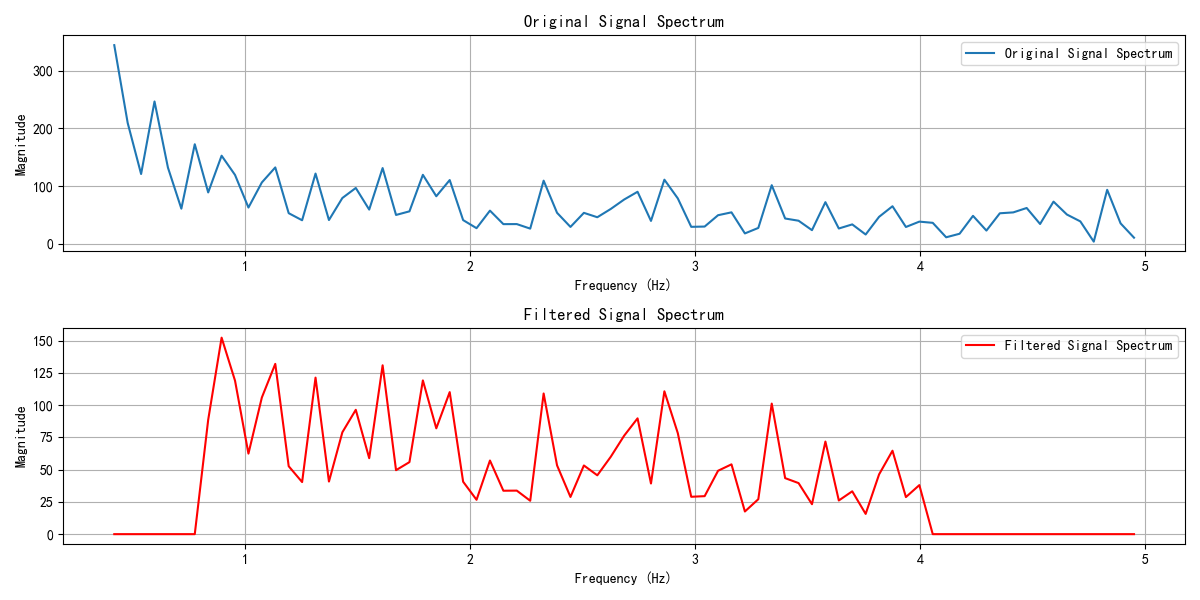 Original Signal Spectrum
Original Signal Spectrum
Magnitude
300
200
100
0
1 2 3 4 5
Frequency (Hz)
Filtered Signal Spectrum
Filtered Signal Spectrum
Magnitude
150
125
100
75
50
25
0
1 2 3 4 5
Frequency (Hz)